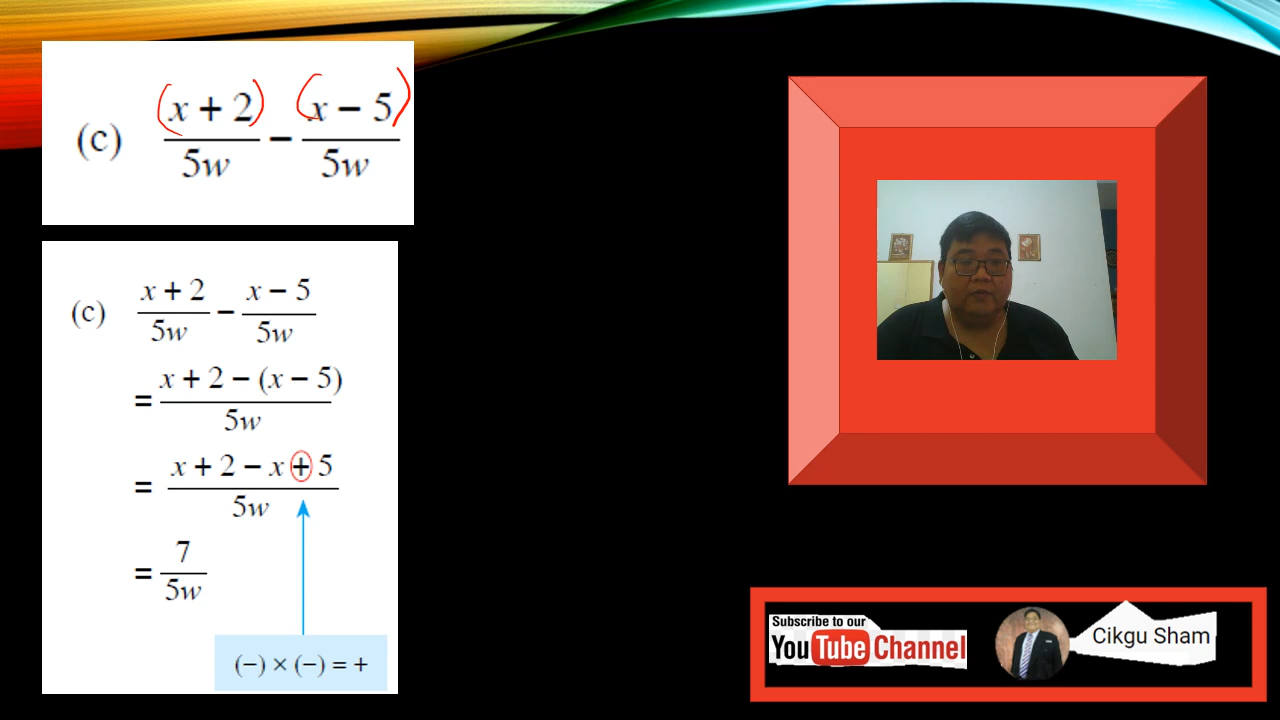 (c) (x + 2)/5w − (x − 5)/5w
(c) x + 2/5w − x − 5/5w
= x + 2 − (x − 5)/5w
= x + 2 − x + 5/5w
= 7/5w
(−) × (−) = +
Subscribe to our
YouTube Channel
Cikgu Sham